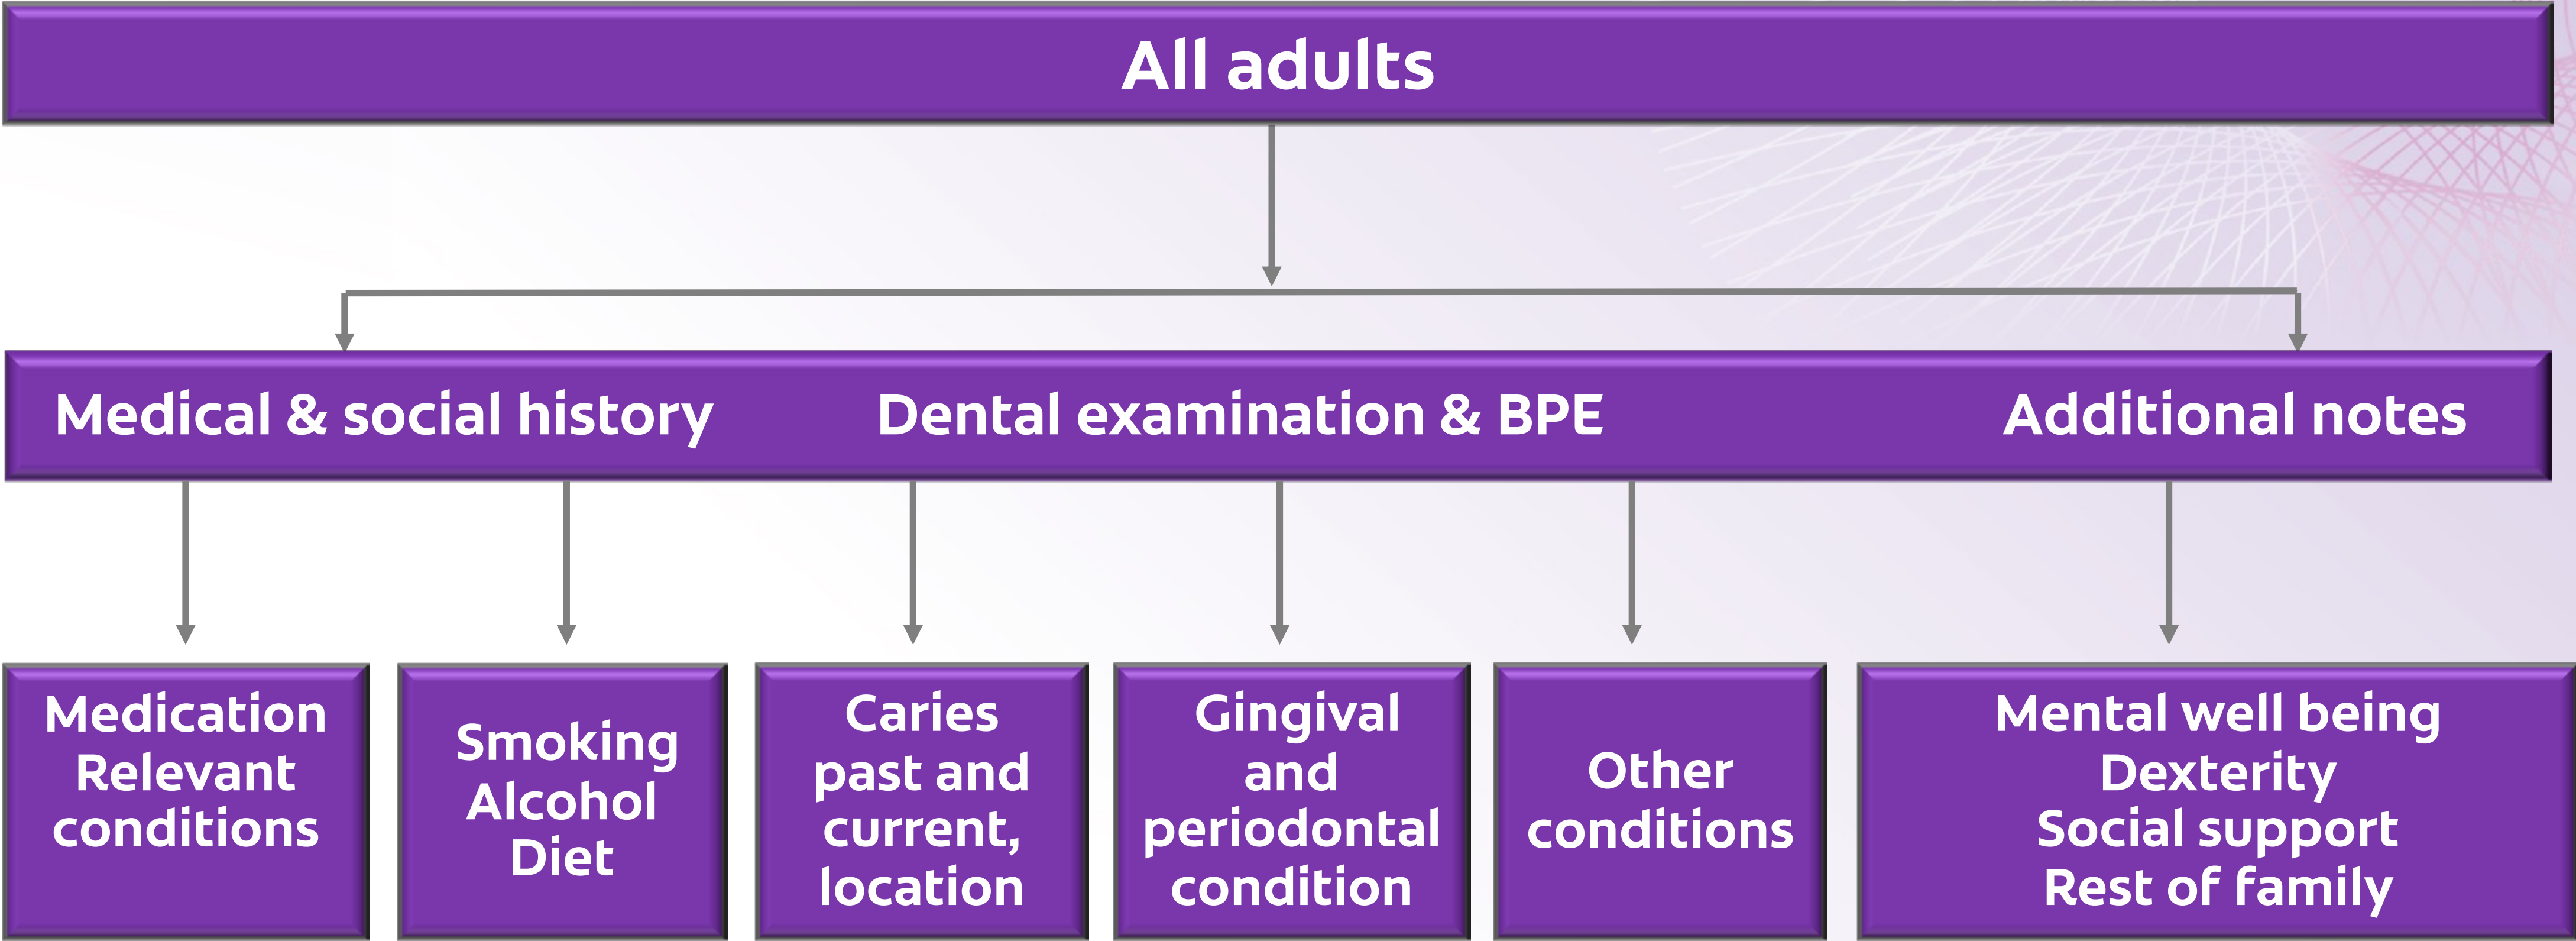 All adults
Medical & social history
Dental examination & BPE
Additional notes
Medication
Relevant
conditions
Smoking
Alcohol
Diet
Caries
past and
current,
location
Gingival
and
periodontal
condition
Other
conditions
Mental well being
Dexterity
Social support
Rest of family